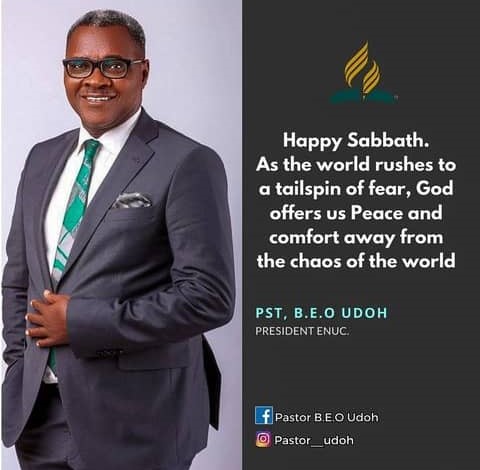 Happy Sabbath.
As the world rushes to
a tailspin of fear, God
offers us Peace and
comfort away from
the chaos of the world
PST, B.E.O UDOH
PRESIDENT ENUC.
Pastor B.E.O Udoh
Pastor__udoh